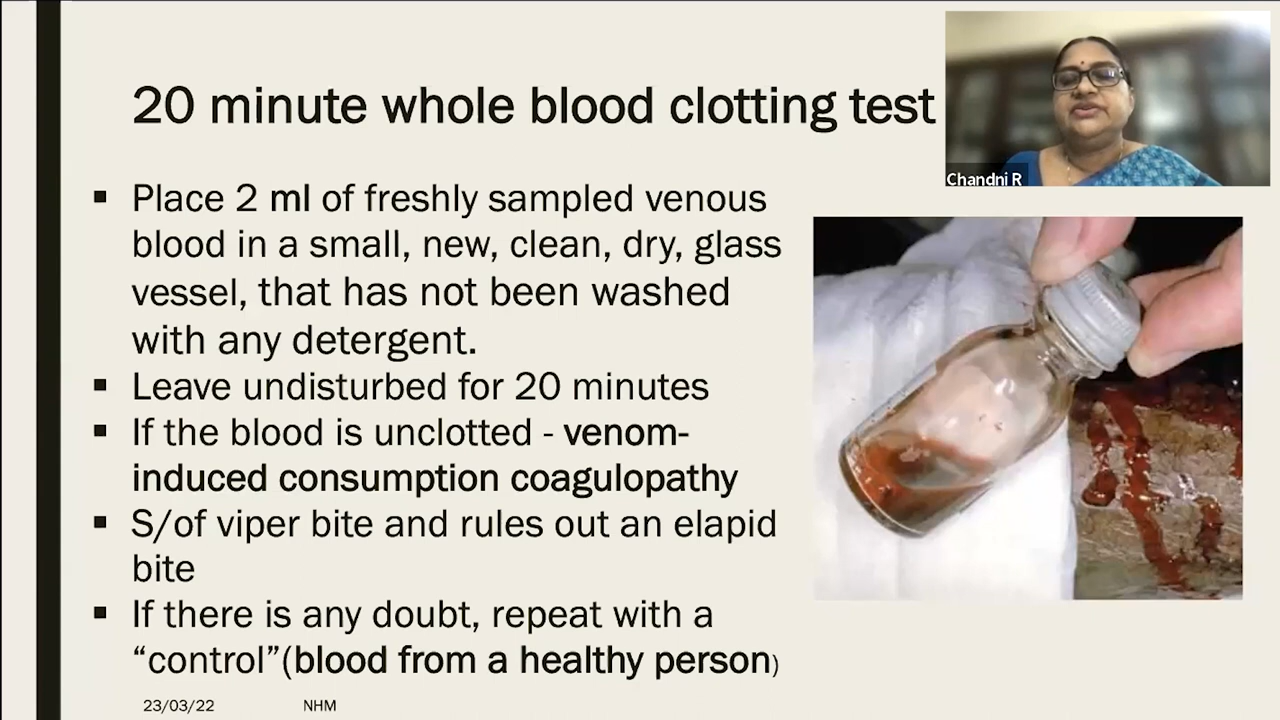 20 minute whole blood clotting test
Chandni R
▪ Place 2 ml of freshly sampled venous
blood in a small, new, clean, dry, glass
vessel, that has not been washed
with any detergent.
▪ Leave undisturbed for 20 minutes
▪ If the blood is unclotted - venom-
induced consumption coagulopathy
▪ S/of viper bite and rules out an elapid
bite
▪ If there is any doubt, repeat with a
“control”(blood from a healthy person)
23/03/22 NHM